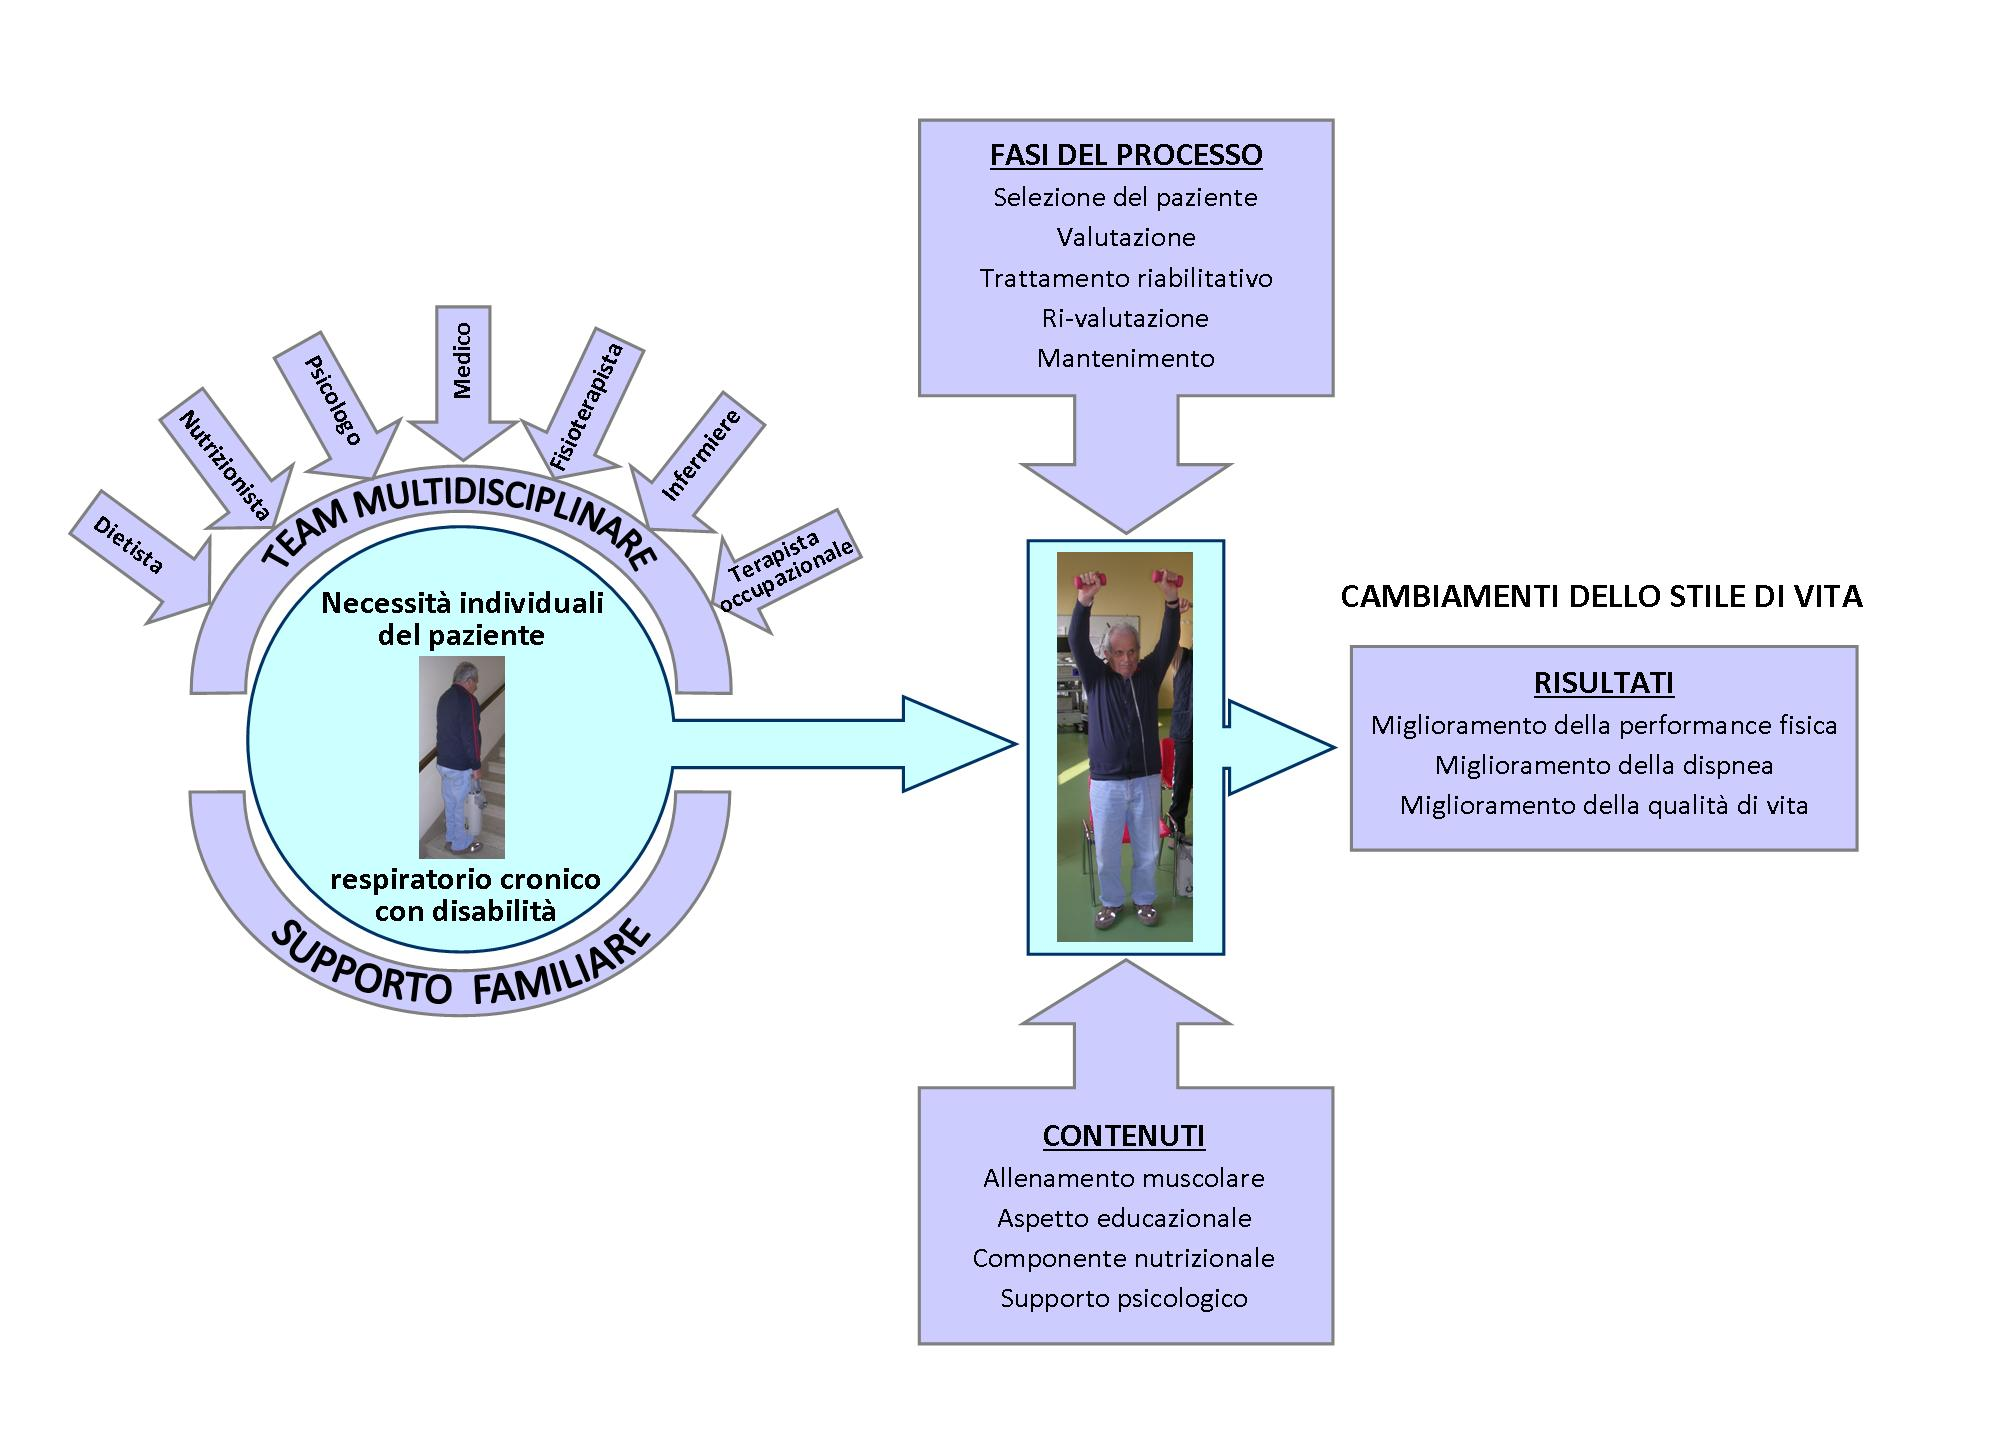 FASI DEL PROCESSO
Selezione del paziente
Valutazione
Trattamento riabilitativo
Ri-valutazione
Mantenimento
Dietista
Nutrizionista
Psicologo
Medico
Fisioterapista
Infermiere
Terapista
occupazionale
TEAM MULTIDISCIPLINARE
Necessità individuali
del paziente
respiratorio cronico
con disabilità
SUPPORTO FAMILIARE
CAMBIAMENTI DELLO STILE DI VITA
RISULTATI
Miglioramento della performance fisica
Miglioramento della dispnea
Miglioramento della qualità di vita
CONTENUTI
Allenamento muscolare
Aspetto educazionale
Componente nutrizionale
Supporto psicologico